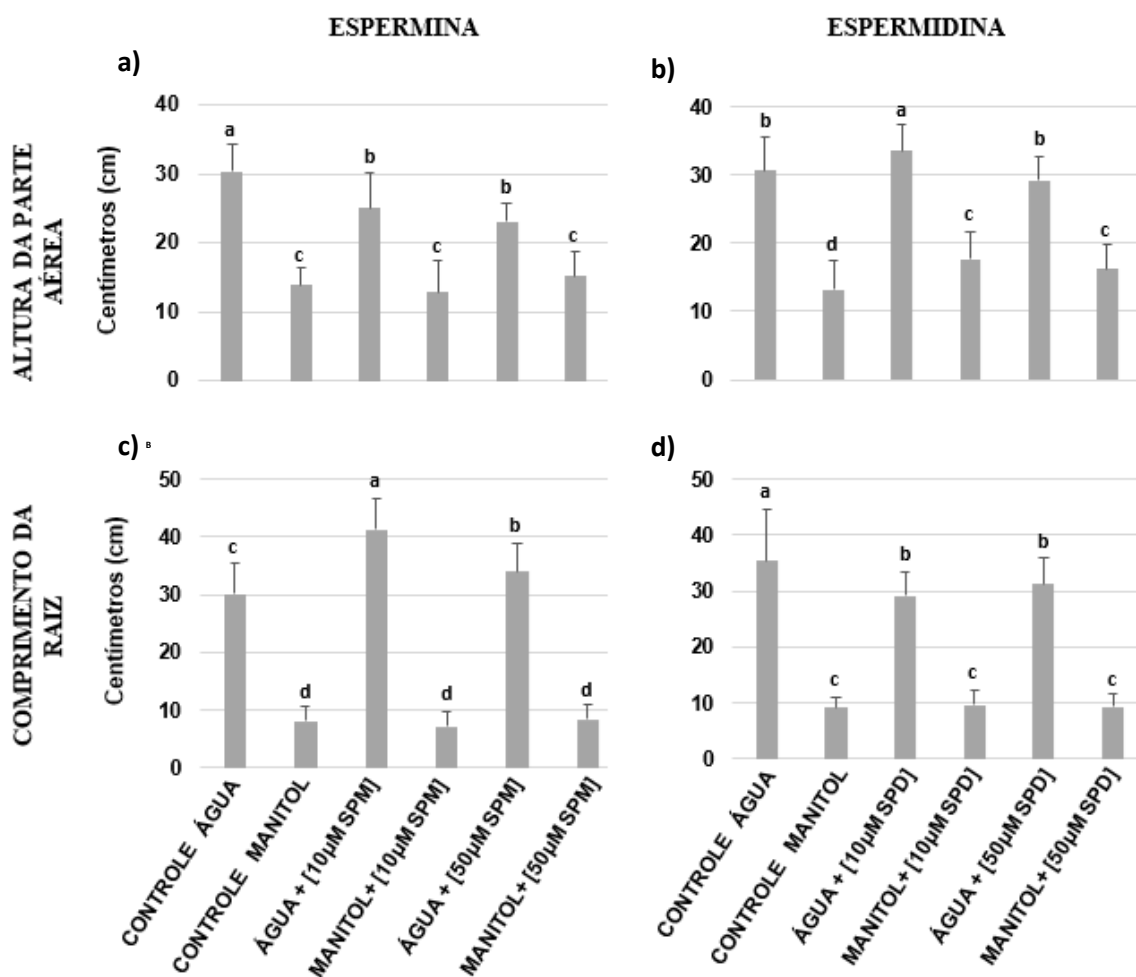 ESPERMINA
ESPERMIDINA
ALTURA DA PARTE
AÉREA
a)
Centímetros (cm)
40
30
20
10
0
a
c
b
c
b
c
b)
40
30
20
10
0
b
d
a
c
b
c
COMPRIMENTO DA
RAIZ
c) B
Centímetros (cm)
50
40
30
20
10
0
c
d
a
d
b
d
CONTROLE ÁGUA
CONTROLE MANITOL
ÁGUA + [10µM SPM]
MANITOL+ [10µM SPM]
ÁGUA + [50µM SPM]
MANITOL+ [50µM SPM]
d)
50
40
30
20
10
0
a
c
b
c
b
c
CONTROLE ÁGUA
CONTROLE MANITOL
ÁGUA + [10µM SPD]
MANITOL+ [10µM SPD]
ÁGUA + [50µM SPD]
MANITOL+ [50µM SPD]